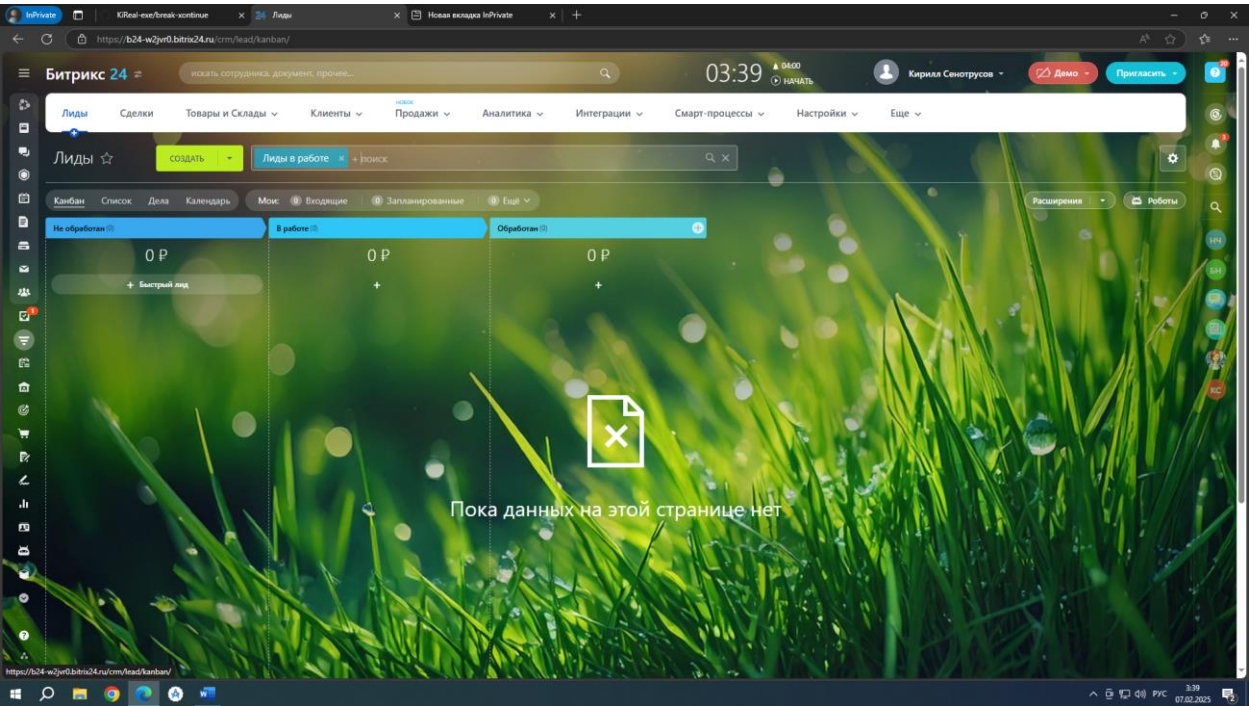 InPrivate KiReal-exe/break-xontinue 24 Лиды Новая вкладка InPrivate
https://b24-w2jvr0.bitrix24.ru/crm/lead/kanban/
Битрикс 24 искать сотрудника, документ, прочее... 03:39 04:00 НАЧАТЬ Кирилл Сенотрусов Демо Пригласить 20
Лиды Сделки Товары и Склады Клиенты НОВОЕ Продажи Аналитика Интеграции Смарт-процессы Настройки Еще
Лиды СОЗДАТЬ Лиды в работе × + поиск
Канбан Список Дела Календарь Мои: 0 Входящие 0 Запланированные 0 Ещё Расширения Роботы
Не обработан (0) В работе (0) Обработан (0)
НЧ
0 ₽ 0 ₽ 0 ₽
БН
+ Быстрый лид + +
КС
Пока данных на этой странице нет
https://b24-w2jvr0.bitrix24.ru/crm/lead/kanban/
РУС 3:39
07.02.2025